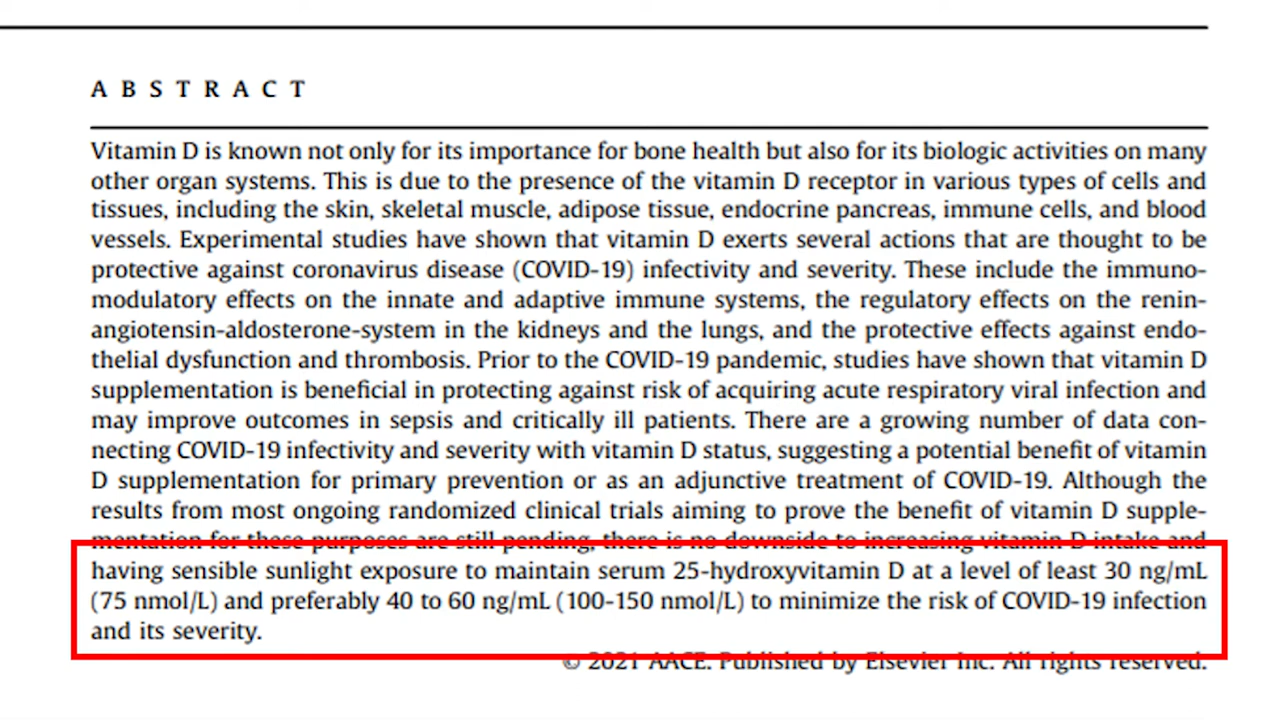 ABSTRACT
Vitamin D is known not only for its importance for bone health but also for its biologic activities on many
other organ systems. This is due to the presence of the vitamin D receptor in various types of cells and
tissues, including the skin, skeletal muscle, adipose tissue, endocrine pancreas, immune cells, and blood
vessels. Experimental studies have shown that vitamin D exerts several actions that are thought to be
protective against coronavirus disease (COVID-19) infectivity and severity. These include the immuno-
modulatory effects on the innate and adaptive immune systems, the regulatory effects on the renin-
angiotensin-aldosterone-system in the kidneys and the lungs, and the protective effects against endo-
thelial dysfunction and thrombosis. Prior to the COVID-19 pandemic, studies have shown that vitamin D
supplementation is beneficial in protecting against risk of acquiring acute respiratory viral infection and
may improve outcomes in sepsis and critically ill patients. There are a growing number of data con-
necting COVID-19 infectivity and severity with vitamin D status, suggesting a potential benefit of vitamin
D supplementation for primary prevention or as an adjunctive treatment of COVID-19. Although the
results from most ongoing randomized clinical trials aiming to prove the benefit of vitamin D supple-
mentation for these purposes are still pending, there is no downside to increasing vitamin D intake and
having sensible sunlight exposure to maintain serum 25-hydroxyvitamin D at a level of least 30 ng/mL
(75 nmol/L) and preferably 40 to 60 ng/mL (100-150 nmol/L) to minimize the risk of COVID-19 infection
and its severity.
© 2021 AACE. Published by Elsevier Inc. All rights reserved.